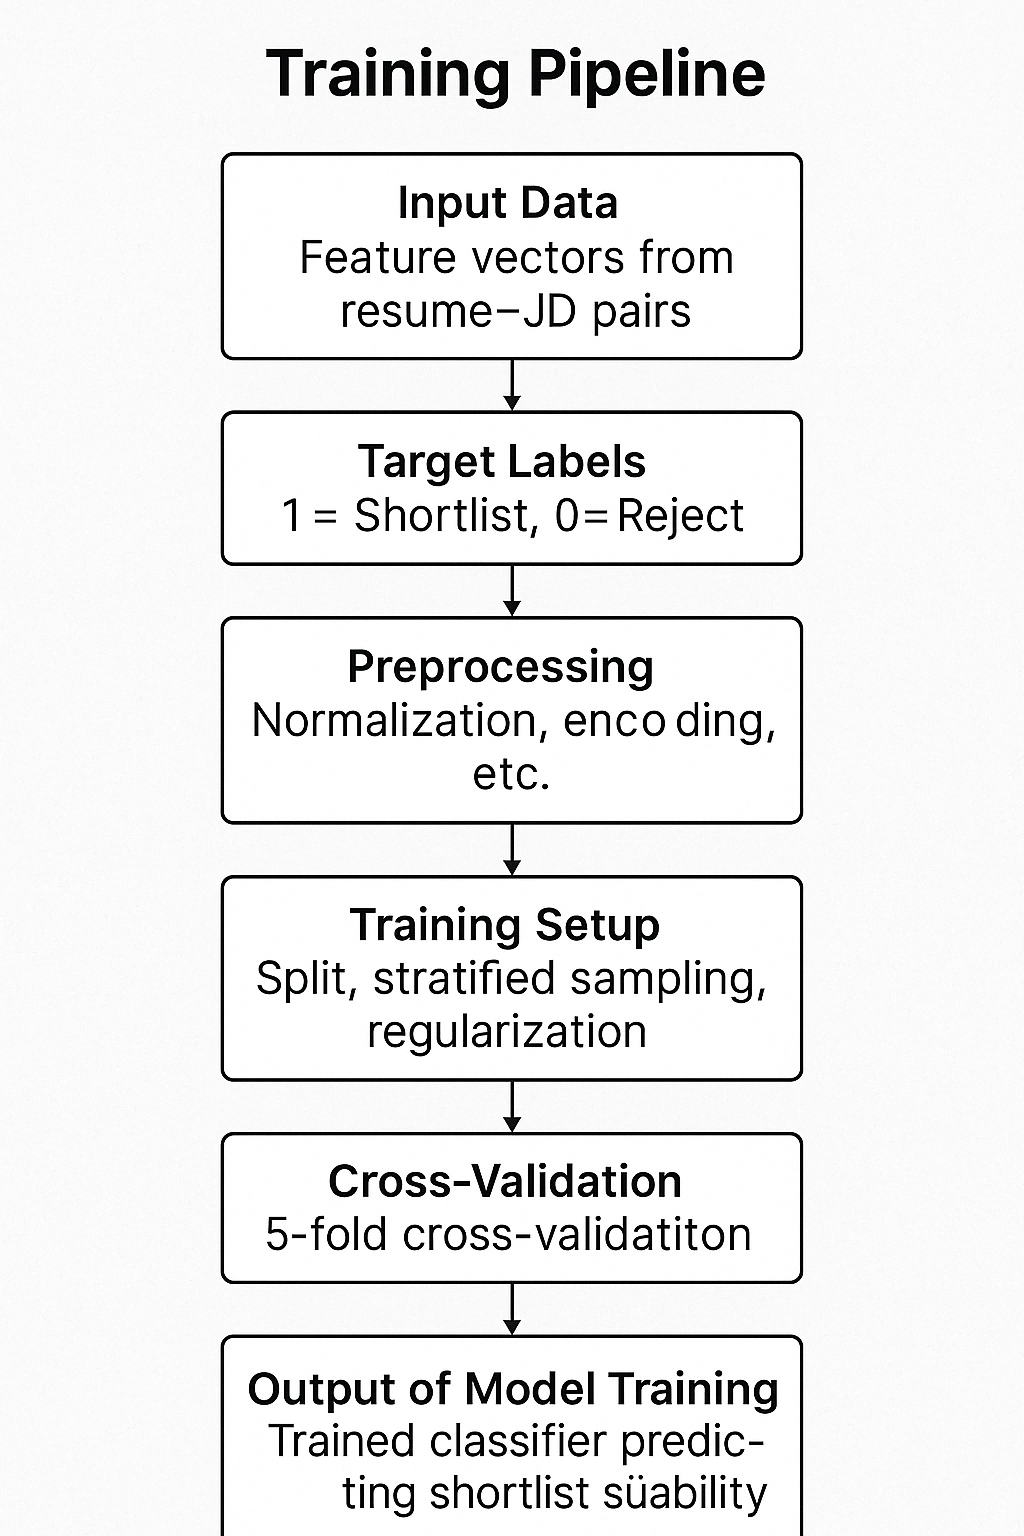 Training Pipeline
Input Data
Feature vectors from
resume–JD pairs
Target Labels
1 = Shortlist, 0=Reject
Preprocessing
Normalization, enco ding,
etc.
Training Setup
Split, stratified sampling,
regularization
Cross-Validation
5-fold cross-validatiton
Output of Model Training
Trained classifier predic-
ting shortlist süability